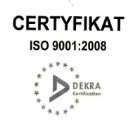 CERTYFIKAT
ISO 9001:2008
DEKRA
Certification